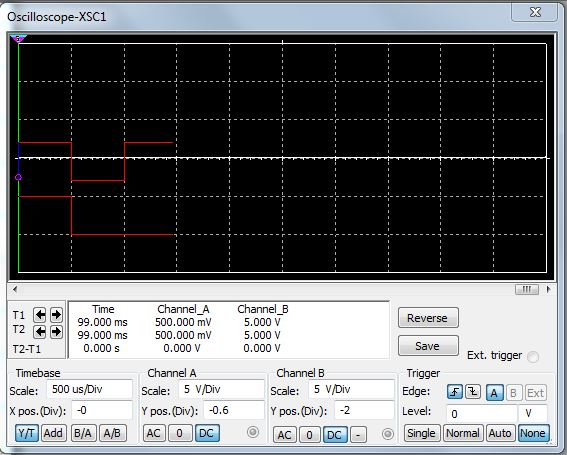 Oscilloscope-XSC1
T1
T2
T2-T1
Time Channel_A Channel_B
99.000 ms 500.000 mV 5.000 V
99.000 ms 500.000 mV 5.000 V
0.000 s 0.000 V 0.000 V
Reverse
Save
Ext. trigger
Timebase
Scale: 500 us/Div
X pos.(Div): -0
Y/T Add B/A A/B
Channel A
Scale: 5 V/Div
Y pos.(Div): -0.6
AC 0 DC
Channel B
Scale: 5 V/Div
Y pos.(Div): -2
AC 0 DC -
Trigger
Edge: A B Ext
Level: 0 V
Single Normal Auto None